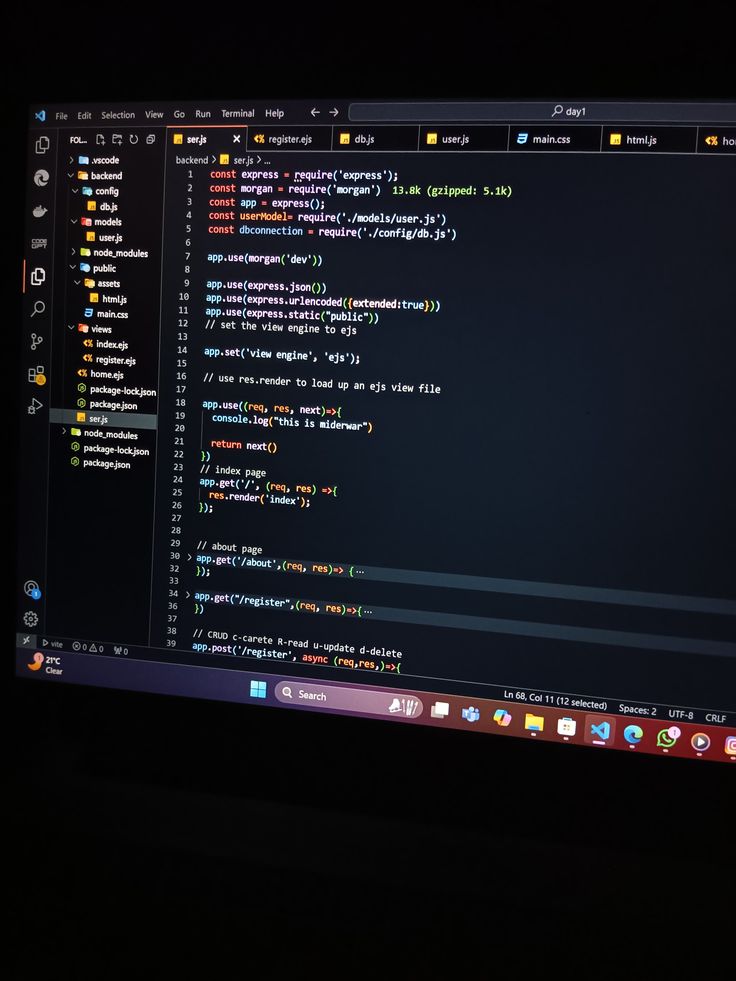 File Edit Selection View Go Run Terminal Help
day1
FOL...
ser.js
register.ejs
db.js
user.js
main.css
html.js
backend > ser.js > ...
.vscode
backend
config
db.js
models
user.js
node_modules
public
assets
html.js
main.css
views
index.ejs
register.ejs
home.ejs
package-lock.json
package.json
ser.js
node_modules
package-lock.json
package.json
CODE
GPT
1
1 const express = require('express');
2 const morgan = require('morgan') 13.8k (gzipped: 5.1k)
3 const app = express();
4 const userModel= require('./models/user.js')
5 const dbconnection = require('./config/db.js')
6
7 app.use(morgan('dev'))
8
9 app.use(express.json())
10 app.use(express.urlencoded({extended:true}))
11 app.use(express.static("public"))
12 // set the view engine to ejs
13
14 app.set('view engine', 'ejs');
15
16 // use res.render to load up an ejs view file
17
18 app.use((req, res, next)=>{
19 console.log("this is miderwar")
20
21 return next()
22 })
23 // index page
24 app.get('/', (req, res) =>{
25 res.render('index');
26 });
27
28
29 // about page
30 app.get('/about',(req, res)=> {...
32 });
33
34 app.get("/register",(req, res)=>{...
36 })
37
38 // CRUD c-carete R-read u-update d-delete
39 app.post('/register', async (req,res,)=>{
vite 0 0 0
Ln 68, Col 11 (12 selected) Spaces: 2 UTF-8 CRLF
21°C
Clear
Search
1